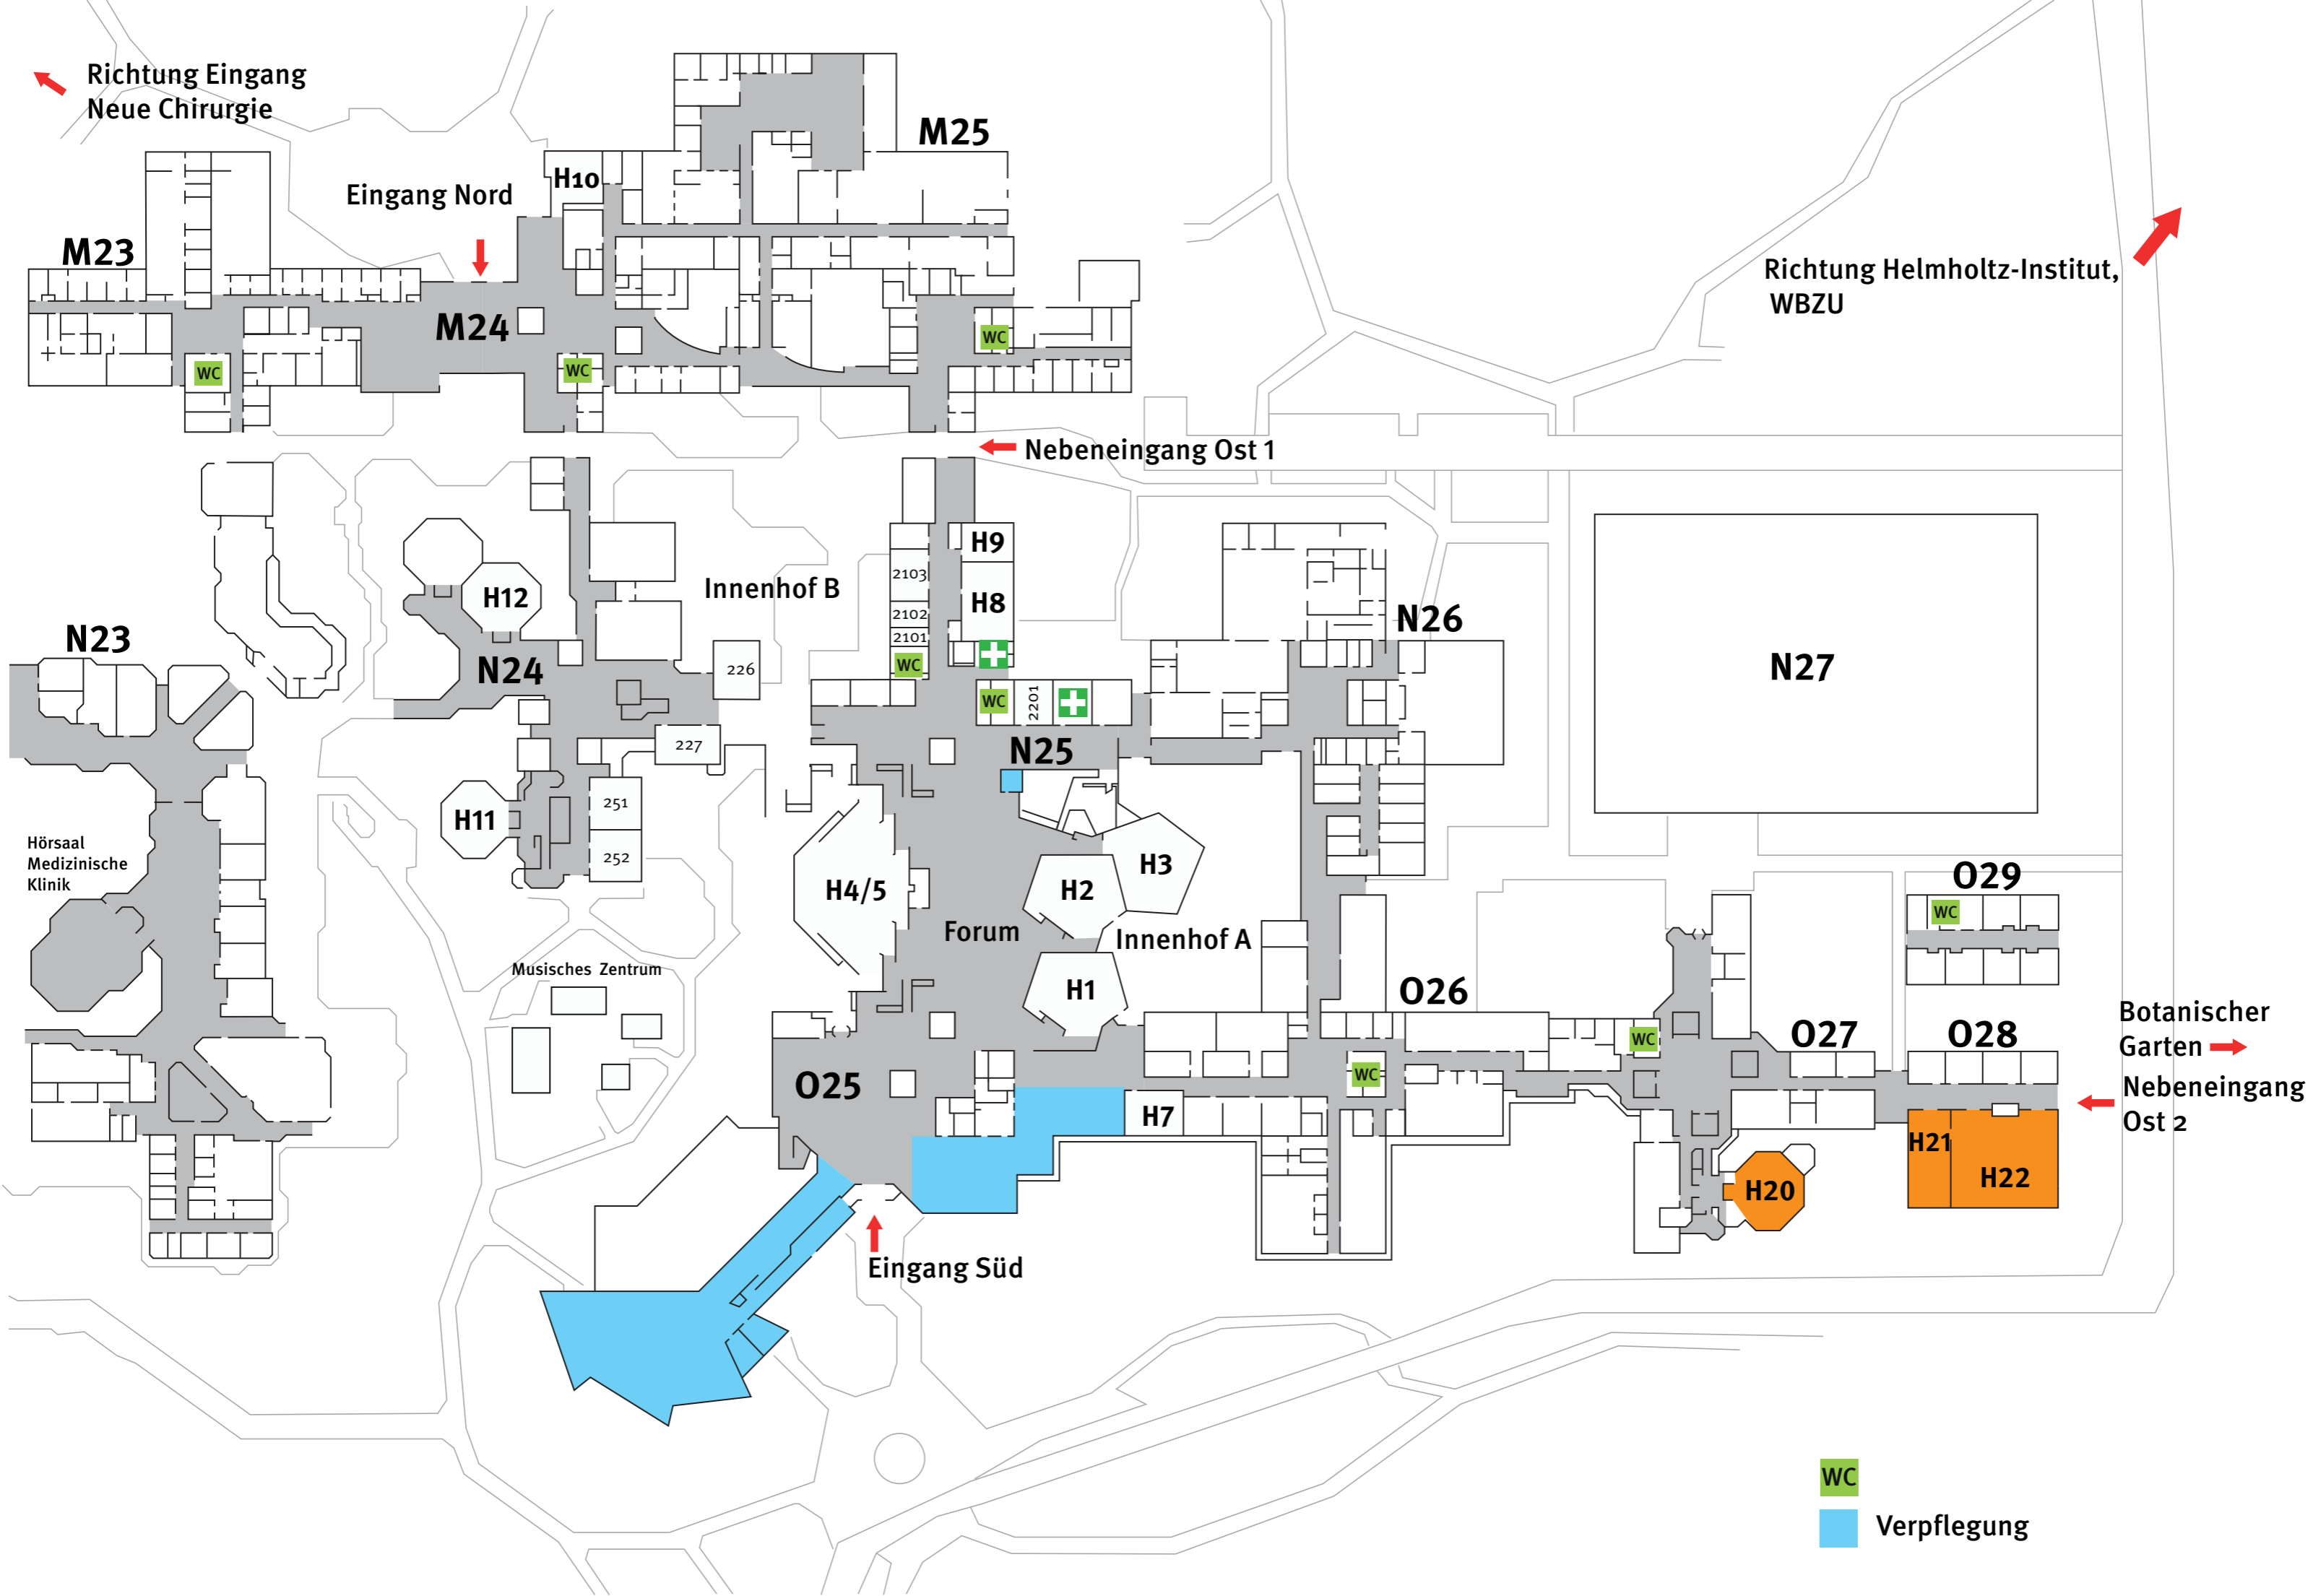 Richtung Eingang
Neue Chirurgie
M25
H10
Eingang Nord
M23
Richtung Helmholtz-Institut,
WBZU
M24
WC
WC
WC
Nebeneingang Ost 1
H9
2103
H8
2102
2101
WC
Innenhof B
H12
N23
N24
226
227
N26
N27
WC
2201
N25
H11
251
252
Hörsaal
Medizinische
Klinik
H4/5
H3
H2
Forum
Innenhof A
H1
O29
WC
Musisches Zentrum
O26
WC
WC
O27
O28
Botanischer
Garten
Nebeneingang
Ost 2
O25
H7
H21
H22
H20
Eingang Süd
WC
Verpflegung